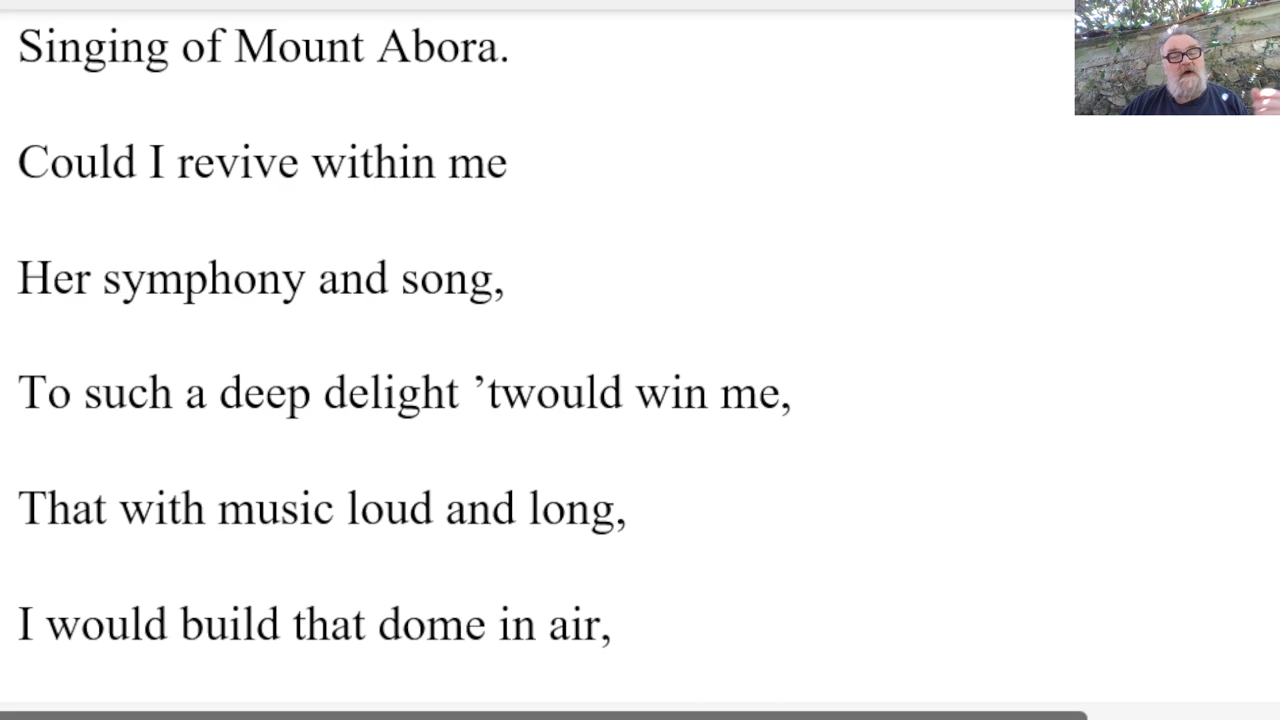 Singing of Mount Abora.
Could I revive within me
Her symphony and song,
To such a deep delight ’twould win me,
That with music loud and long,
I would build that dome in air,